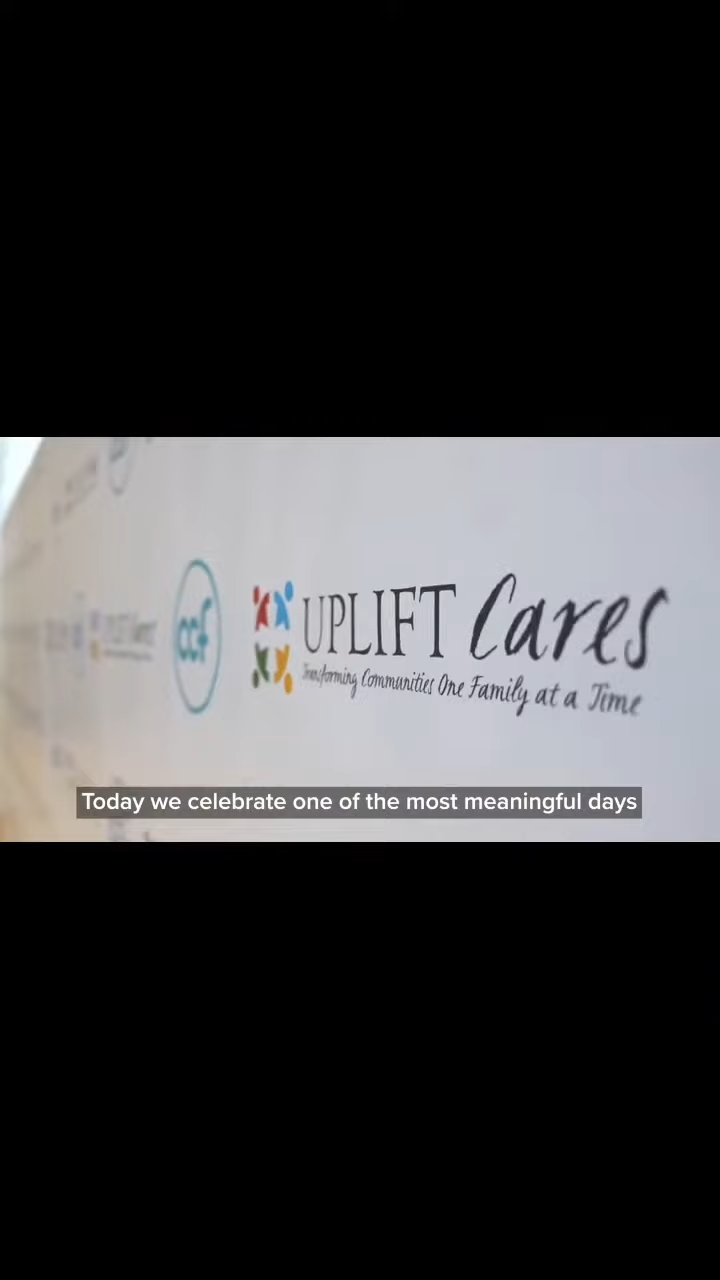 ccf
UPLIFT Cares
Transforming Communities One Family at a Time
Today we celebrate one of the most meaningful days